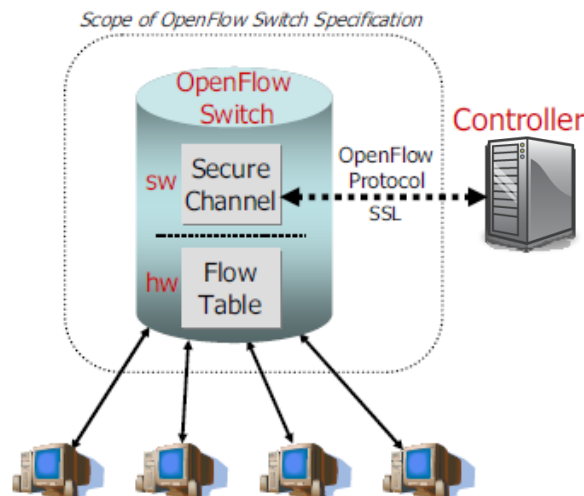 Scope of OpenFlow Switch Specification
OpenFlow
Switch
Controller
sw
Secure
Channel
OpenFlow
Protocol
SSL
hw
Flow
Table